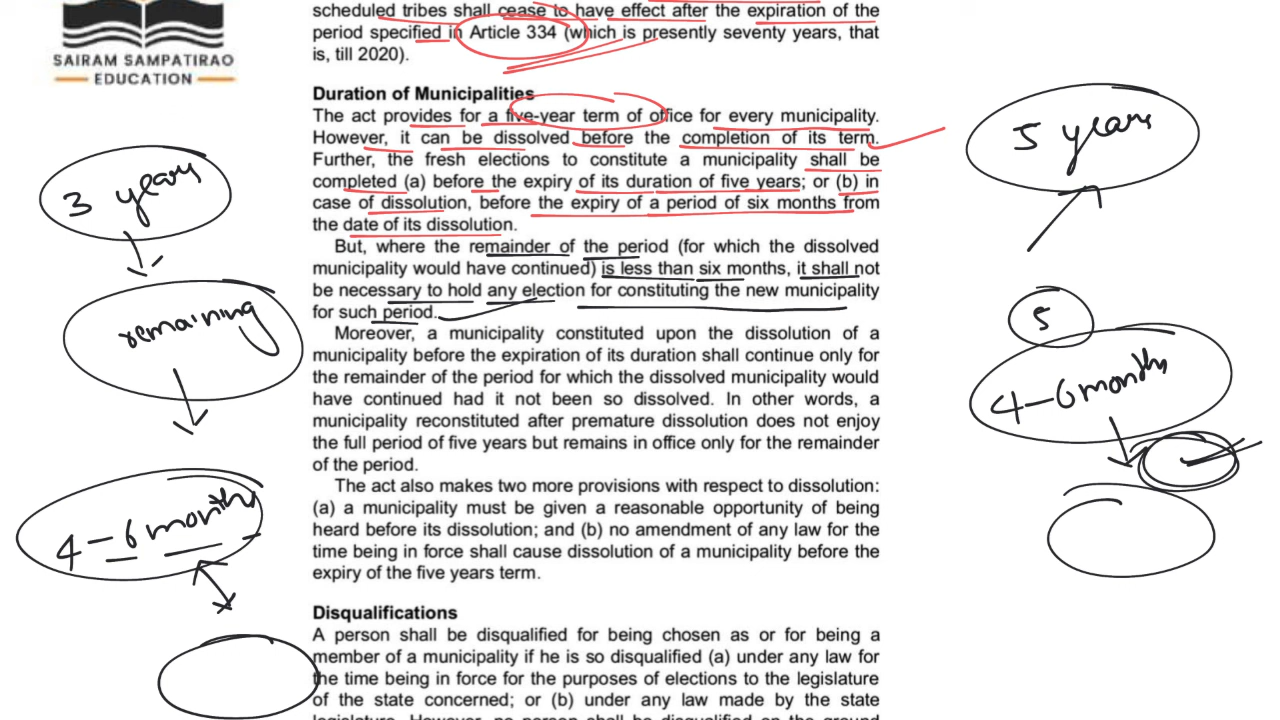 scheduled tribes shall cease to have effect after the expiration of the
period specified in Article 334 (which is presently seventy years, that
is, till 2020).
SAIRAM SAMPATIRAO
EDUCATION
Duration of Municipalities
The act provides for a five-year term of office for every municipality.
However, it can be dissolved before the completion of its term.
Further, the fresh elections to constitute a municipality shall be
completed (a) before the expiry of its duration of five years; or (b) in
case of dissolution, before the expiry of a period of six months from
the date of its dissolution.
But, where the remainder of the period (for which the dissolved
municipality would have continued) is less than six months, it shall not
be necessary to hold any election for constituting the new municipality
for such period.
Moreover, a municipality constituted upon the dissolution of a
municipality before the expiration of its duration shall continue only for
the remainder of the period for which the dissolved municipality would
have continued had it not been so dissolved. In other words, a
municipality reconstituted after premature dissolution does not enjoy
the full period of five years but remains in office only for the remainder
of the period.
The act also makes two more provisions with respect to dissolution:
(a) a municipality must be given a reasonable opportunity of being
heard before its dissolution; and (b) no amendment of any law for the
time being in force shall cause dissolution of a municipality before the
expiry of the five years term.
Disqualifications
A person shall be disqualified for being chosen as or for being a
member of a municipality if he is so disqualified (a) under any law for
the time being in force for the purposes of elections to the legislature
of the state concerned; or (b) under any law made by the state
legislature. However, no person shall be disqualified on the ground
3 years
remaining
4-6 months
5 years
5
4-6 months